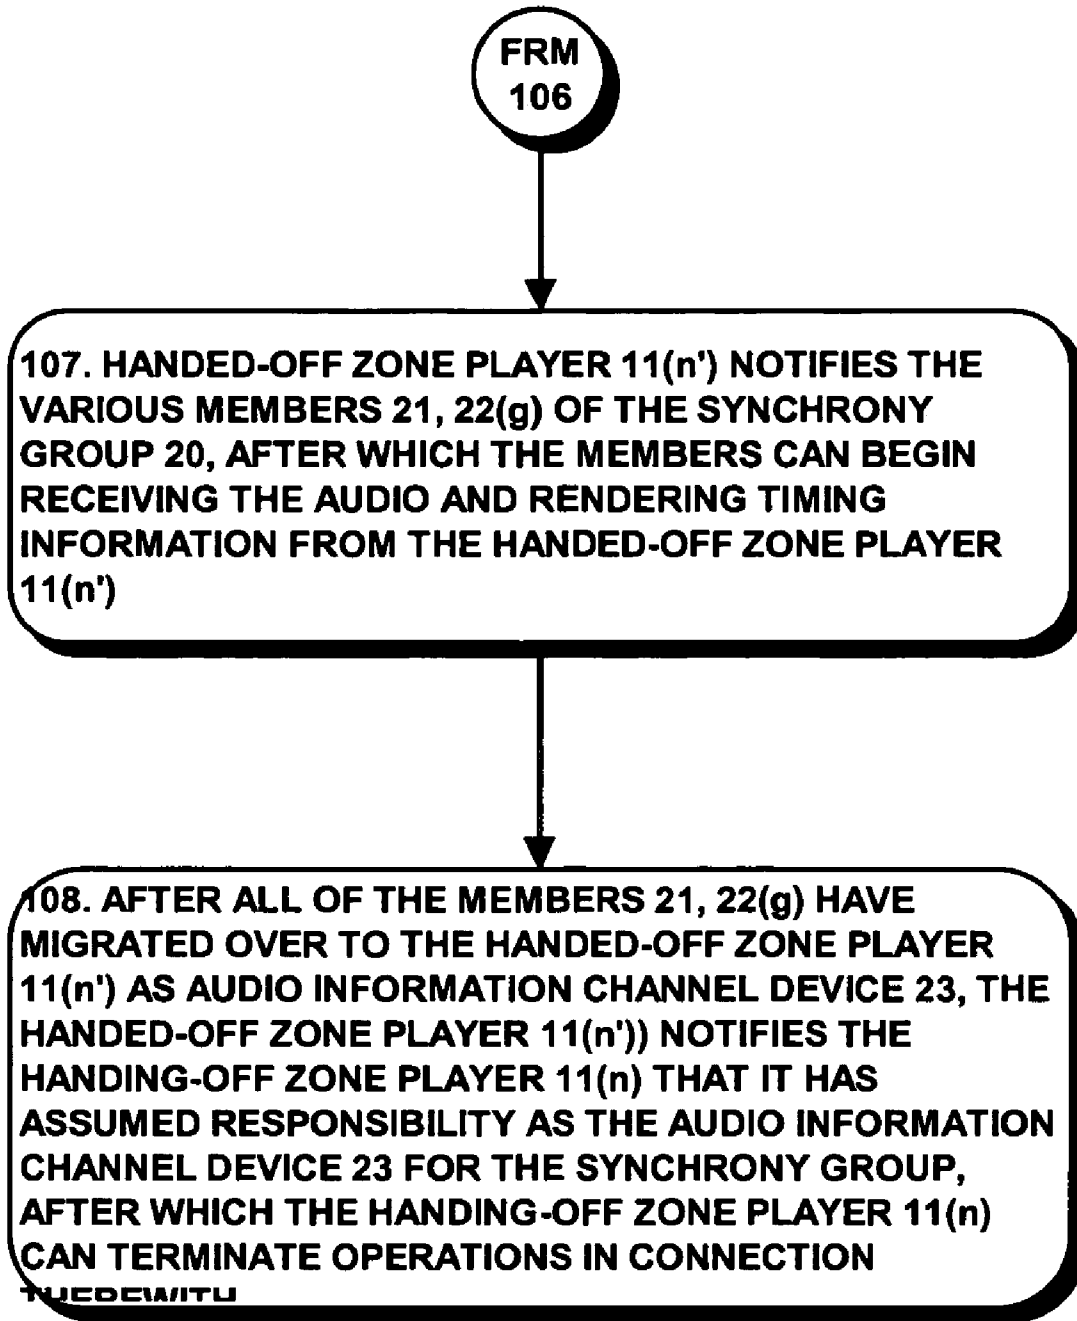 FRM
106
107. HANDED-OFF ZONE PLAYER 11(n') NOTIFIES THE
VARIOUS MEMBERS 21, 22(g) OF THE SYNCHRONY
GROUP 20, AFTER WHICH THE MEMBERS CAN BEGIN
RECEIVING THE AUDIO AND RENDERING TIMING
INFORMATION FROM THE HANDED-OFF ZONE PLAYER
11(n')
108. AFTER ALL OF THE MEMBERS 21, 22(g) HAVE
MIGRATED OVER TO THE HANDED-OFF ZONE PLAYER
11(n') AS AUDIO INFORMATION CHANNEL DEVICE 23, THE
HANDED-OFF ZONE PLAYER 11(n')) NOTIFIES THE
HANDING-OFF ZONE PLAYER 11(n) THAT IT HAS
ASSUMED RESPONSIBILITY AS THE AUDIO INFORMATION
CHANNEL DEVICE 23 FOR THE SYNCHRONY GROUP,
AFTER WHICH THE HANDING-OFF ZONE PLAYER 11(n)
CAN TERMINATE OPERATIONS IN CONNECTION
THEREWITH